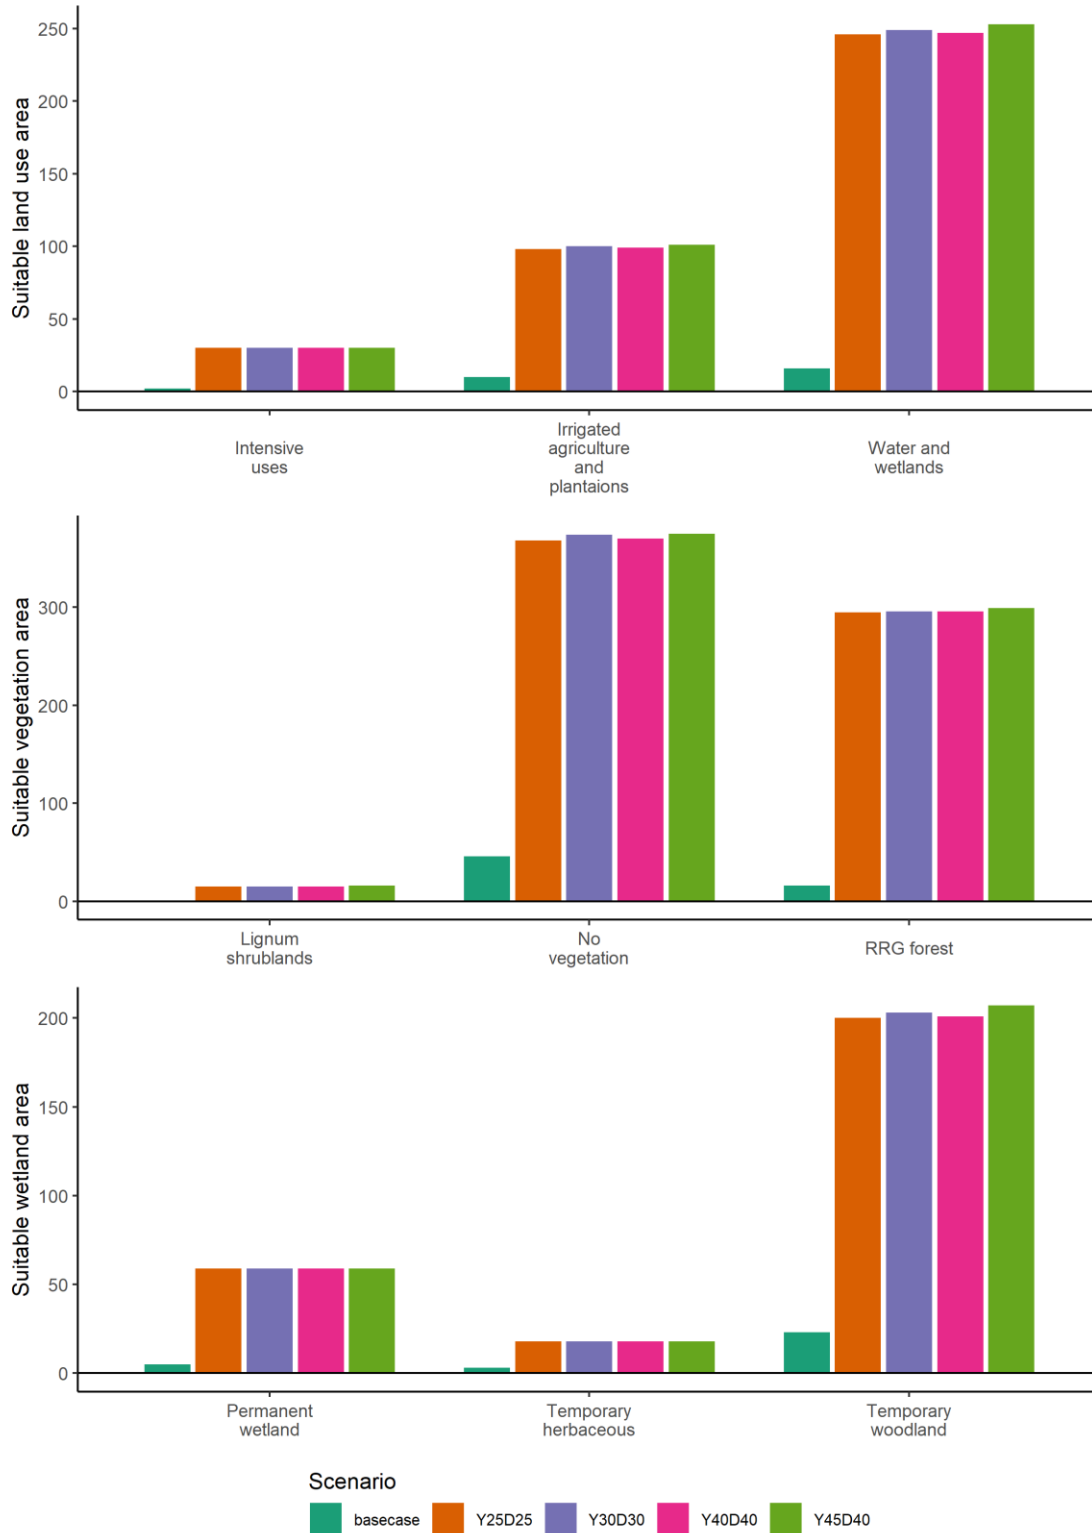 Suitable land use area
250
200
150
100
50
0
Intensive
uses
Irrigated
agriculture
and
plantaions
Water and
wetlands
Suitable vegetation area
300
200
100
0
Lignum
shrublands
No
vegetation
RRG forest
Suitable wetland area
200
150
100
50
0
Permanent
wetland
Temporary
herbaceous
Temporary
woodland
Scenario
basecase Y25D25 Y30D30 Y40D40 Y45D40